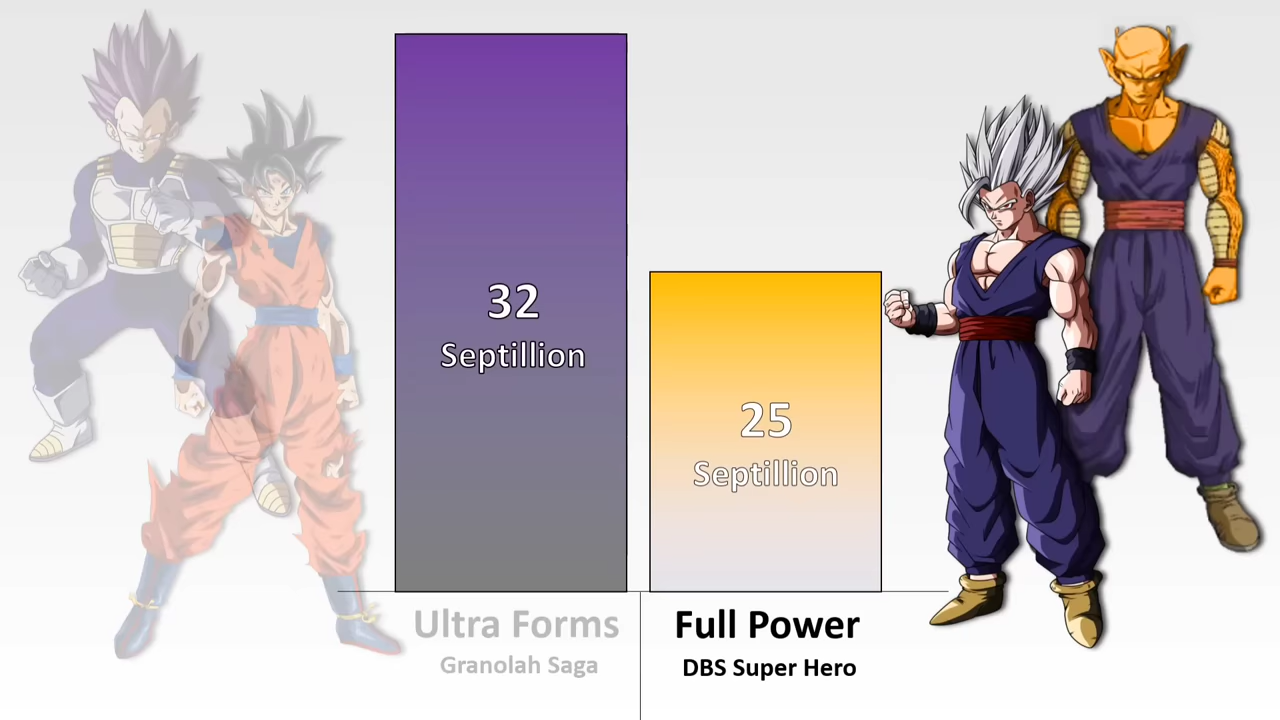 32
Septillion
25
Septillion
Ultra Forms
Granolah Saga
Full Power
DBS Super Hero